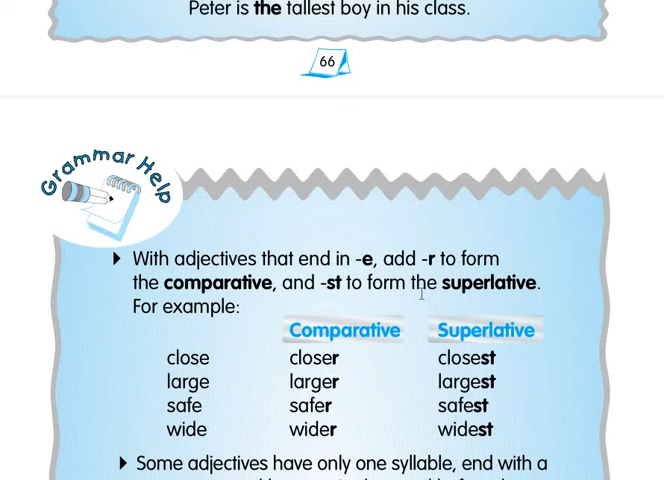 Peter is the tallest boy in his class.
66
Grammar Help
With adjectives that end in -e, add -r to form
the comparative, and -st to form the superlative.
For example:
Comparative Superlative
close closer closest
large larger largest
safe safer safest
wide wider widest
Some adjectives have only one syllable, end with a